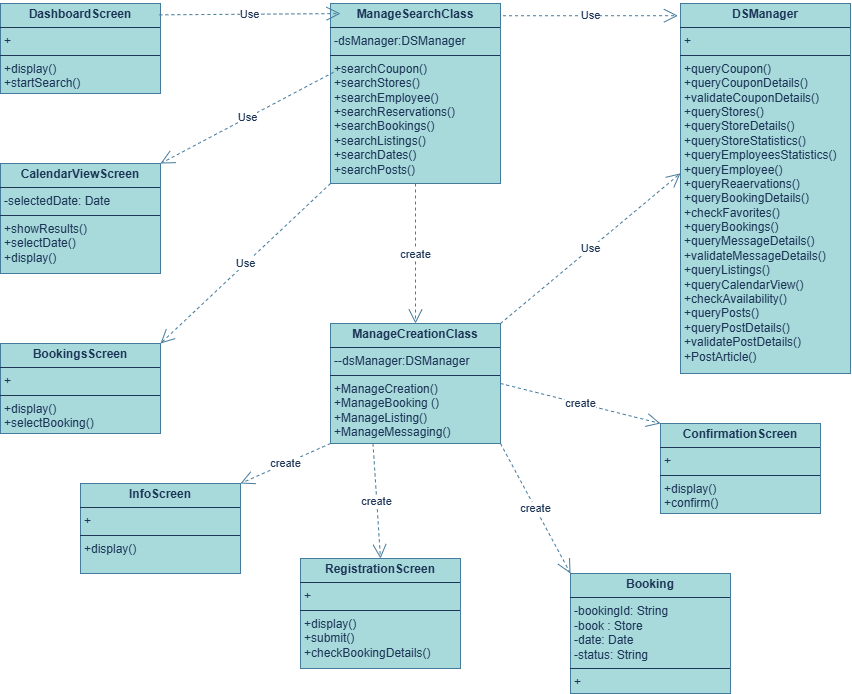 DashboardScreen
+
+display()
+startSearch()
Use
ManageSearchClass
-dsManager:DSManager
+searchCoupon()
+searchStores()
+searchEmployee()
+searchReservations()
+searchBookings()
+searchListings()
+searchDates()
+searchPosts()
Use
DSManager
+
+queryCoupon()
+queryCouponDetails()
+validateCouponDetails()
+queryStores()
+queryStoreDetails()
+queryStoreStatistics()
+queryEmployeesStatistics()
+queryEmployee()
+queryReaervations()
+queryBookingDetails()
+checkFavorites()
+queryBookings()
+queryMessageDetails()
+validateMessageDetails()
+queryListings()
+queryCalendarView()
+checkAvailability()
+queryPosts()
+queryPostDetails()
+validatePostDetails()
+PostArticle()
Use
CalendarViewScreen
-selectedDate: Date
+showResults()
+selectDate()
+display()
Use
create
Use
BookingsScreen
+
+display()
+selectBooking()
ManageCreationClass
--dsManager:DSManager
+ManageCreation()
+ManageBooking ()
+ManageListing()
+ManageMessaging()
create
ConfirmationScreen
+
+display()
+confirm()
create
InfoScreen
+
+display()
create
RegistrationScreen
+
+display()
+submit()
+checkBookingDetails()
create
Booking
-bookingId: String
-book : Store
-date: Date
-status: String
+